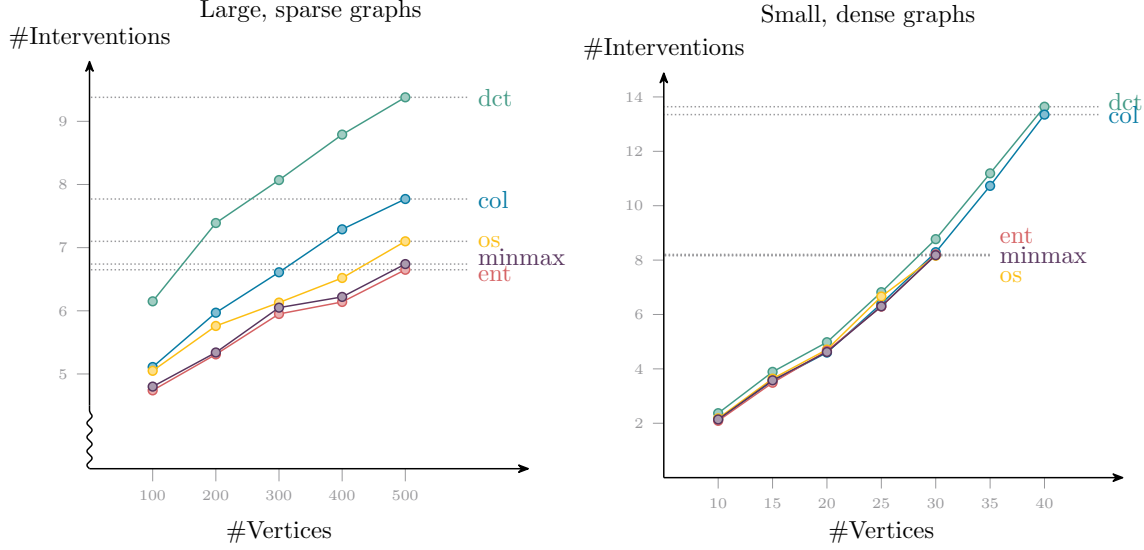 Large, sparse graphs
#Interventions
9
8
7
6
5
dct
col
os
minmax
ent
100 200 300 400 500
#Vertices
Small, dense graphs
#Interventions
14
12
10
8
6
4
2
dct
col
ent
minmax
os
10 15 20 25 30 35 40
#Vertices